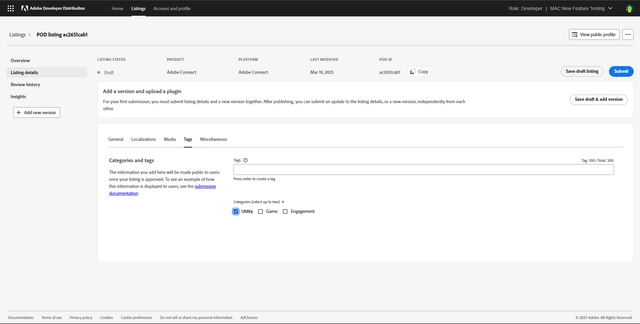 Adobe Developer Distribution
Home
Listings
Account and profile
Role: Developer | MAC New Feature Testing
Listings
POD listing ac2651cab1
View public profile
Overview
Listing details
Review history
Insights
+ Add new version
LISTING STATUS
Draft
PRODUCT
Adobe Connect
PLATFORM
Adobe Connect
LAST MODIFIED
Mar 19, 2025
POD ID
ac2651cab1
Copy
Save draft listing
Submit
Add a version and upload a plugin
For your first submission, you must submit listing details and a new version together. After publishing, you can submit an update to the listing details, or a new version, independently from each
other.
Save draft & add version
General
Localizations
Media
Tags
Miscellaneous
Categories and tags
The information you add here will be made public to users
once your listing is approved. To see an example of how
this information is displayed to users, see the submission
documentation.
Tags
Tag: 100 / Total: 300
Press enter to create a tag
Categories (select up to two) *
Utility
Game
Engagement
Documentation
Terms of use
Privacy policy
Cookies
Cookie preferences
Do not sell or share my personal information
AdChoices
© 2025 Adobe. All Rights Reserved.